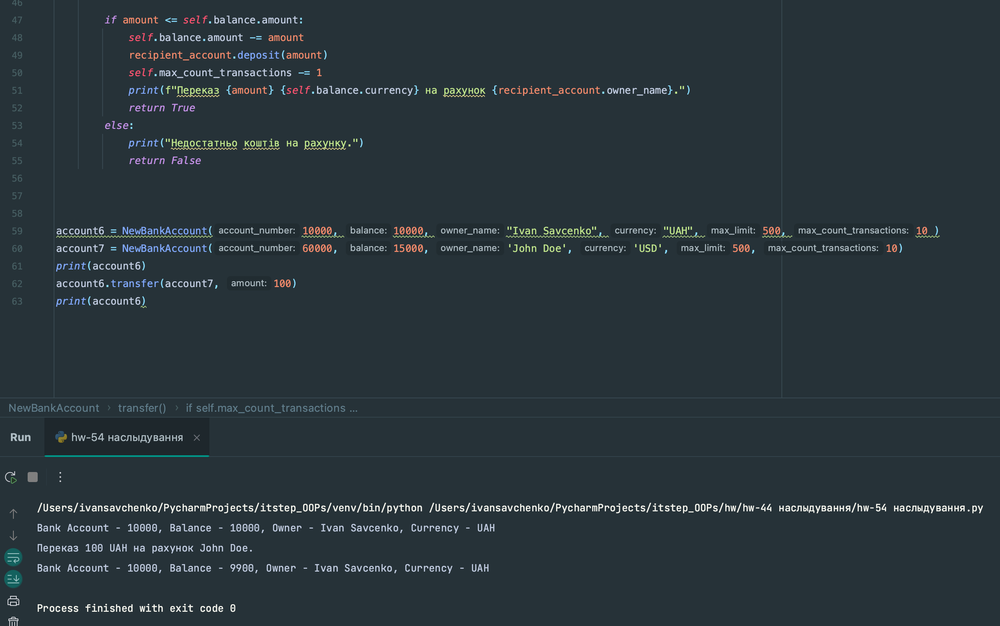 46
47 if amount <= self.balance.amount:
48 self.balance.amount -= amount
49 recipient_account.deposit(amount)
50 self.max_count_transactions -= 1
51 print(f"Переказ {amount} {self.balance.currency} на рахунок {recipient_account.owner_name}.")
52 return True
53 else:
54 print("Недостатньо коштів на рахунку.")
55 return False
56
57
58
59 account6 = NewBankAccount( account_number: 10000, balance: 10000, owner_name: "Ivan Savcenko", currency: "UAH", max_limit: 500, max_count_transactions: 10 )
60 account7 = NewBankAccount( account_number: 60000, balance: 15000, owner_name: 'John Doe', currency: 'USD', max_limit: 500, max_count_transactions: 10)
61 print(account6)
62 account6.transfer(account7, amount: 100)
63 print(account6)
NewBankAccount › transfer() › if self.max_count_transactions ...
Run hw-54 наслыдування ×
/Users/ivansavchenko/PycharmProjects/itstep_OOPs/venv/bin/python /Users/ivansavchenko/PycharmProjects/itstep_OOPs/hw/hw-44 наслыдування/hw-54 наслыдування.py
Bank Account - 10000, Balance - 10000, Owner - Ivan Savcenko, Currency - UAH
Переказ 100 UAH на рахунок John Doe.
Bank Account - 10000, Balance - 9900, Owner - Ivan Savcenko, Currency - UAH
Process finished with exit code 0